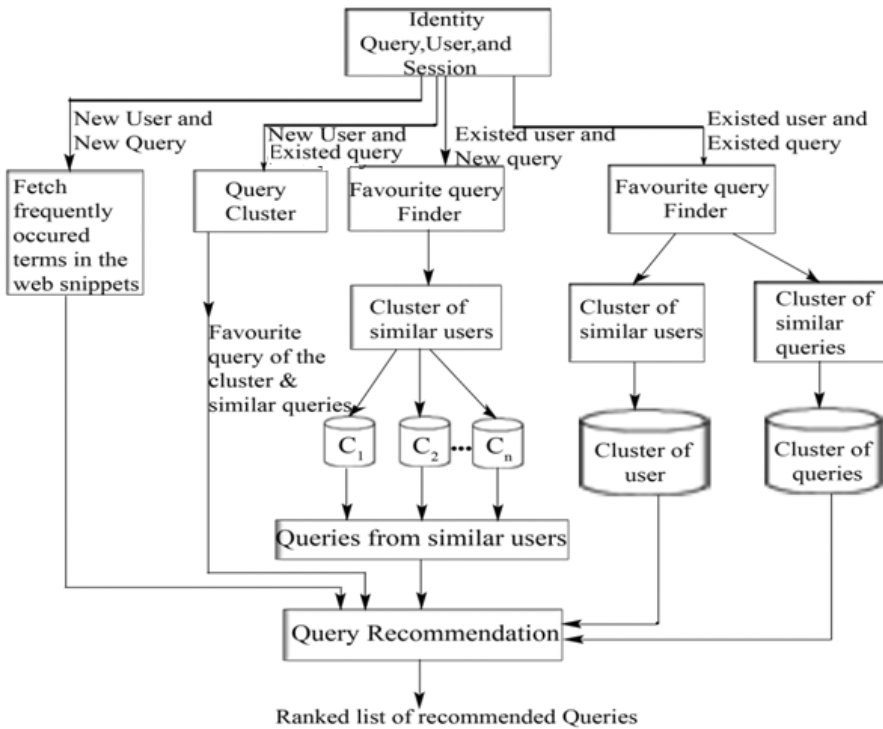 Identity
Query,User,and
Session
New User and
New Query
New User and
Existed query
Existed user and
New query
Existed user and
Existed query
Fetch
frequently
occured
terms in the
web snippets
Query
Cluster
Favourite query
Finder
Favourite query
Finder
Cluster of
similar users
Cluster of
similar users
Cluster of
similar
queries
Favourite
query of the
cluster &
similar queries
C1
C2
....
Cn
Cluster of
user
Cluster of
queries
Queries from similar users
Query Recommendation
Ranked list of recommended Queries